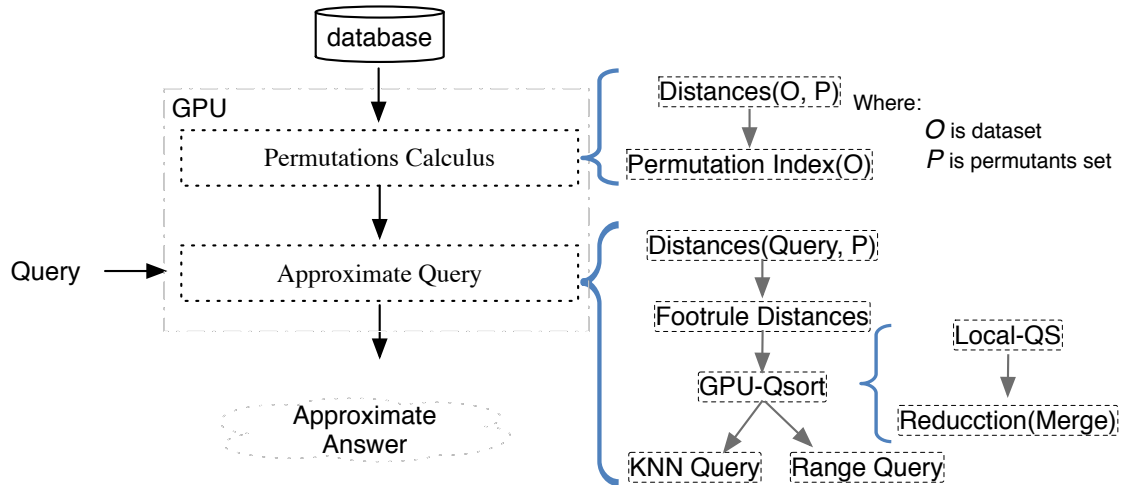 database
GPU
Permutations Calculus
Distances(O, P)
Where:
O is dataset
P is permutants set
Permutation Index(O)
Query
Approximate Query
Distances(Query, P)
Footrule Distances
GPU-Qsort
Local-QS
Reducction(Merge)
KNN Query
Range Query
Approximate
Answer